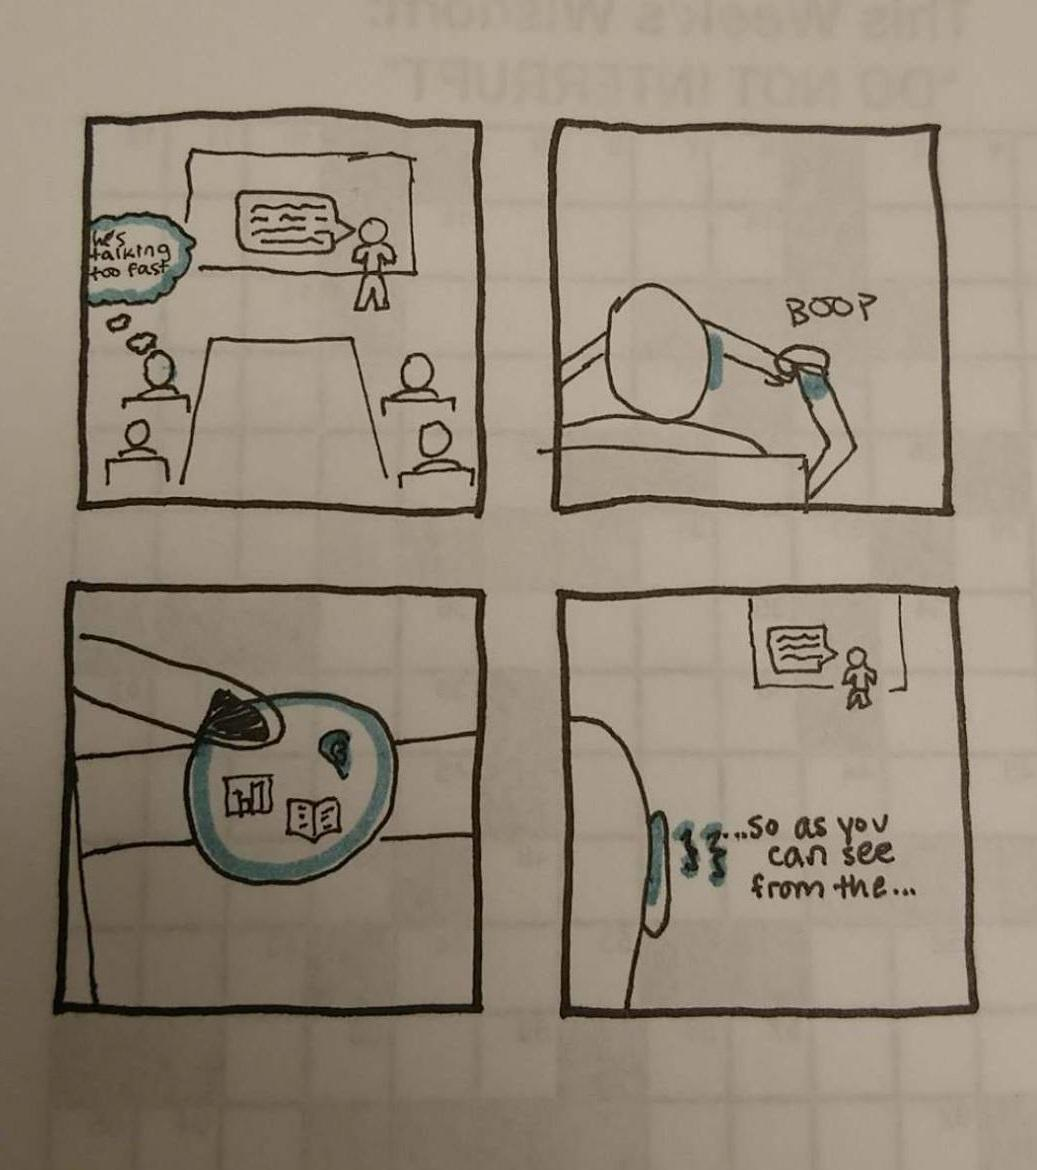 This Week's Wisdom:
"DO NOT INTERRUPT"
he's
talking
too fast
BOOP
...so as you
can see
from the...